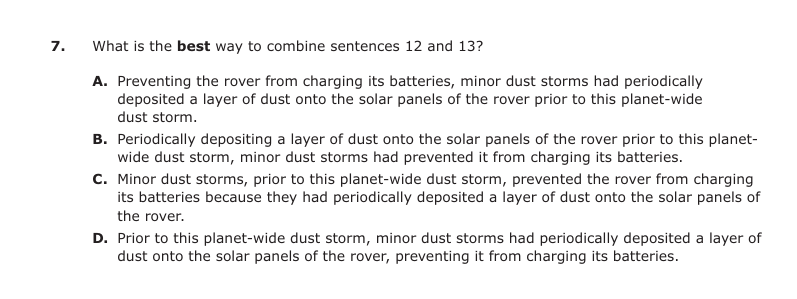 7. What is the best way to combine sentences 12 and 13?
A. Preventing the rover from charging its batteries, minor dust storms had periodically
deposited a layer of dust onto the solar panels of the rover prior to this planet-wide
dust storm.
B. Periodically depositing a layer of dust onto the solar panels of the rover prior to this planet-
wide dust storm, minor dust storms had prevented it from charging its batteries.
C. Minor dust storms, prior to this planet-wide dust storm, prevented the rover from charging
its batteries because they had periodically deposited a layer of dust onto the solar panels of
the rover.
D. Prior to this planet-wide dust storm, minor dust storms had periodically deposited a layer of
dust onto the solar panels of the rover, preventing it from charging its batteries.